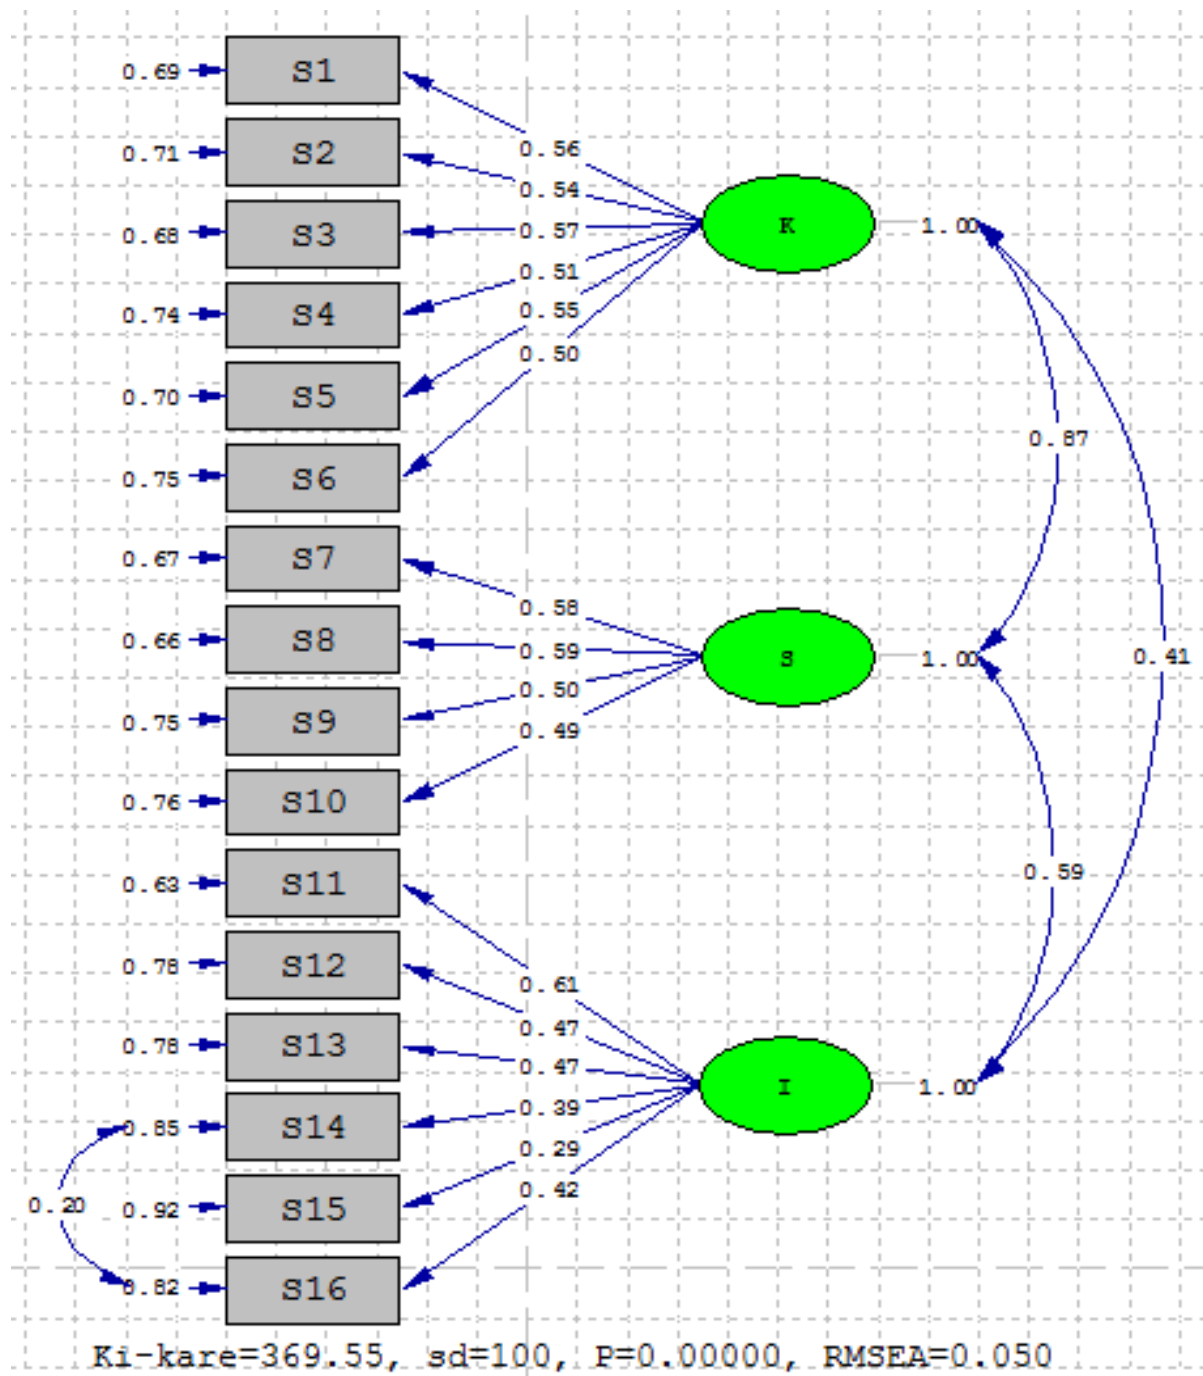 0.69 S1
0.56
0.71 S2
0.54
K 1.00
0.68 S3
0.57
0.51
0.74 S4
0.55
0.50
0.70 S5
0.87
0.75 S6
0.67 S7
0.58
0.66 S8
0.59
S 1.00
0.41
0.50
0.75 S9
0.49
0.76 S10
0.59
0.63 S11
0.61
0.78 S12
0.47
0.78 S13
0.47
I 1.00
0.39
0.85 S14
0.29
0.42
0.20
0.92 S15
0.82 S16
Ki-kare=369.55, sd=100, P=0.00000, RMSEA=0.050